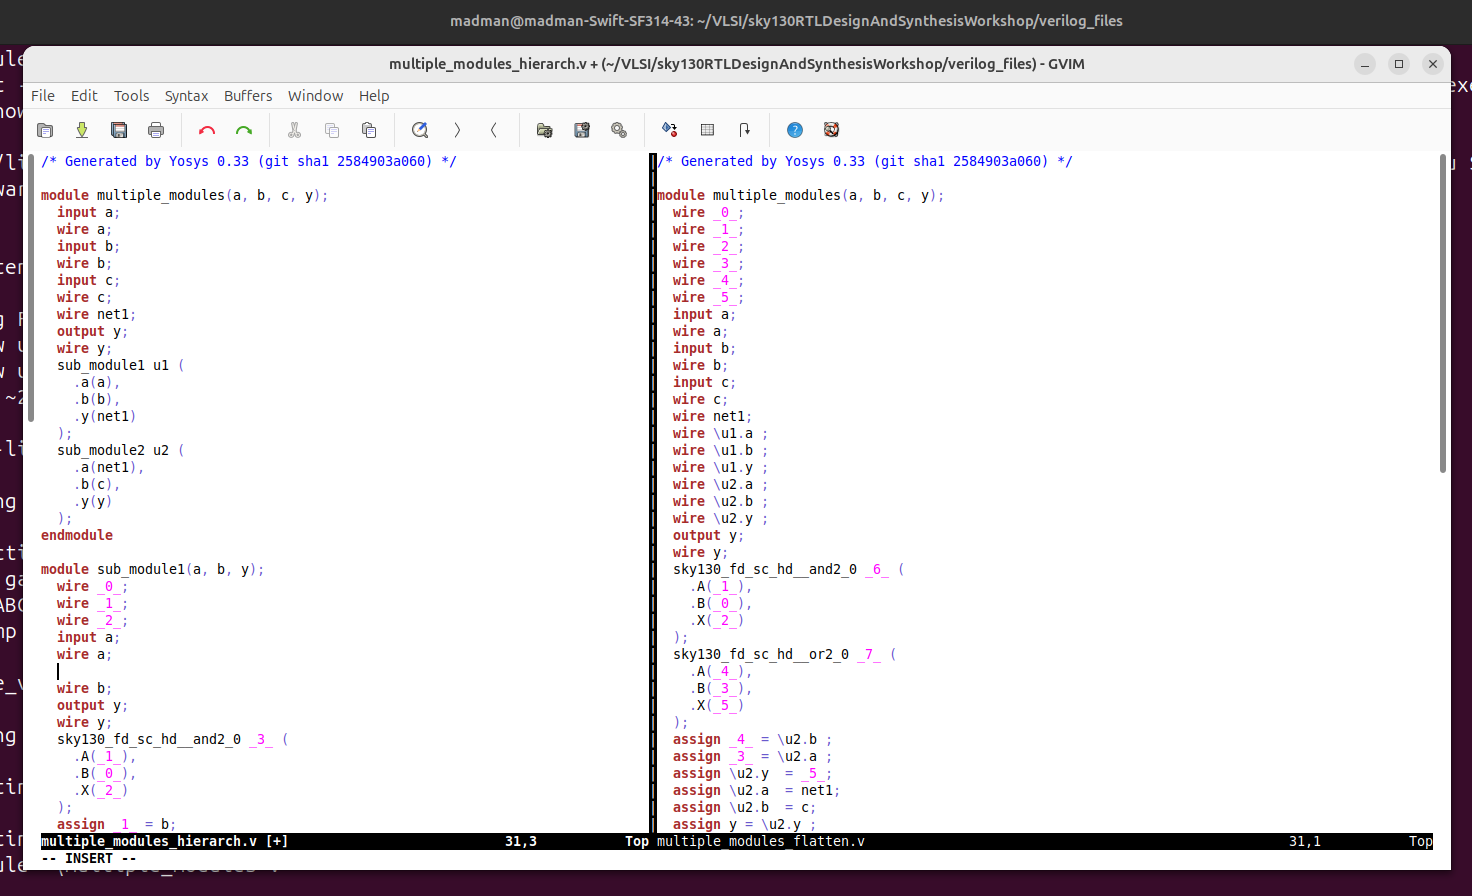 madman@madman-Swift-SF314-43: ~/VLSI/sky130RTLDesignAndSynthesisWorkshop/verilog_files
multiple_modules_hierarch.v + (~/VLSI/sky130RTLDesignAndSynthesisWorkshop/verilog_files) - GVIM
File Edit Tools Syntax Buffers Window Help
/* Generated by Yosys 0.33 (git sha1 2584903a060) */
module multiple_modules(a, b, c, y);
input a;
wire a;
input b;
wire b;
input c;
wire c;
wire net1;
output y;
wire y;
sub_module1 u1 (
.a(a),
.b(b),
.y(net1)
);
sub_module2 u2 (
.a(net1),
.b(c),
.y(y)
);
endmodule
module sub_module1(a, b, y);
wire _0_;
wire _1_;
wire _2_;
input a;
wire a;
wire b;
output y;
wire y;
sky130_fd_sc_hd__and2_0 _3_ (
.A(_1_),
.B(_0_),
.X(_2_)
);
assign _1_ = b;
multiple_modules_hierarch.v [+] 31,3 Top
-- INSERT --
/* Generated by Yosys 0.33 (git sha1 2584903a060) */
module multiple_modules(a, b, c, y);
wire _0_;
wire _1_;
wire _2_;
wire _3_;
wire _4_;
wire _5_;
input a;
wire a;
input b;
wire b;
input c;
wire c;
wire net1;
wire \u1.a ;
wire \u1.b ;
wire \u1.y ;
wire \u2.a ;
wire \u2.b ;
wire \u2.y ;
output y;
wire y;
sky130_fd_sc_hd__and2_0 _6_ (
.A(_1_),
.B(_0_),
.X(_2_)
);
sky130_fd_sc_hd__or2_0 _7_ (
.A(_4_),
.B(_3_),
.X(_5_)
);
assign _4_ = \u2.b ;
assign _3_ = \u2.a ;
assign \u2.y  = _5_;
assign \u2.a  = net1;
assign \u2.b  = c;
assign y = \u2.y ;
multiple_modules_flatten.v 31,1 Top